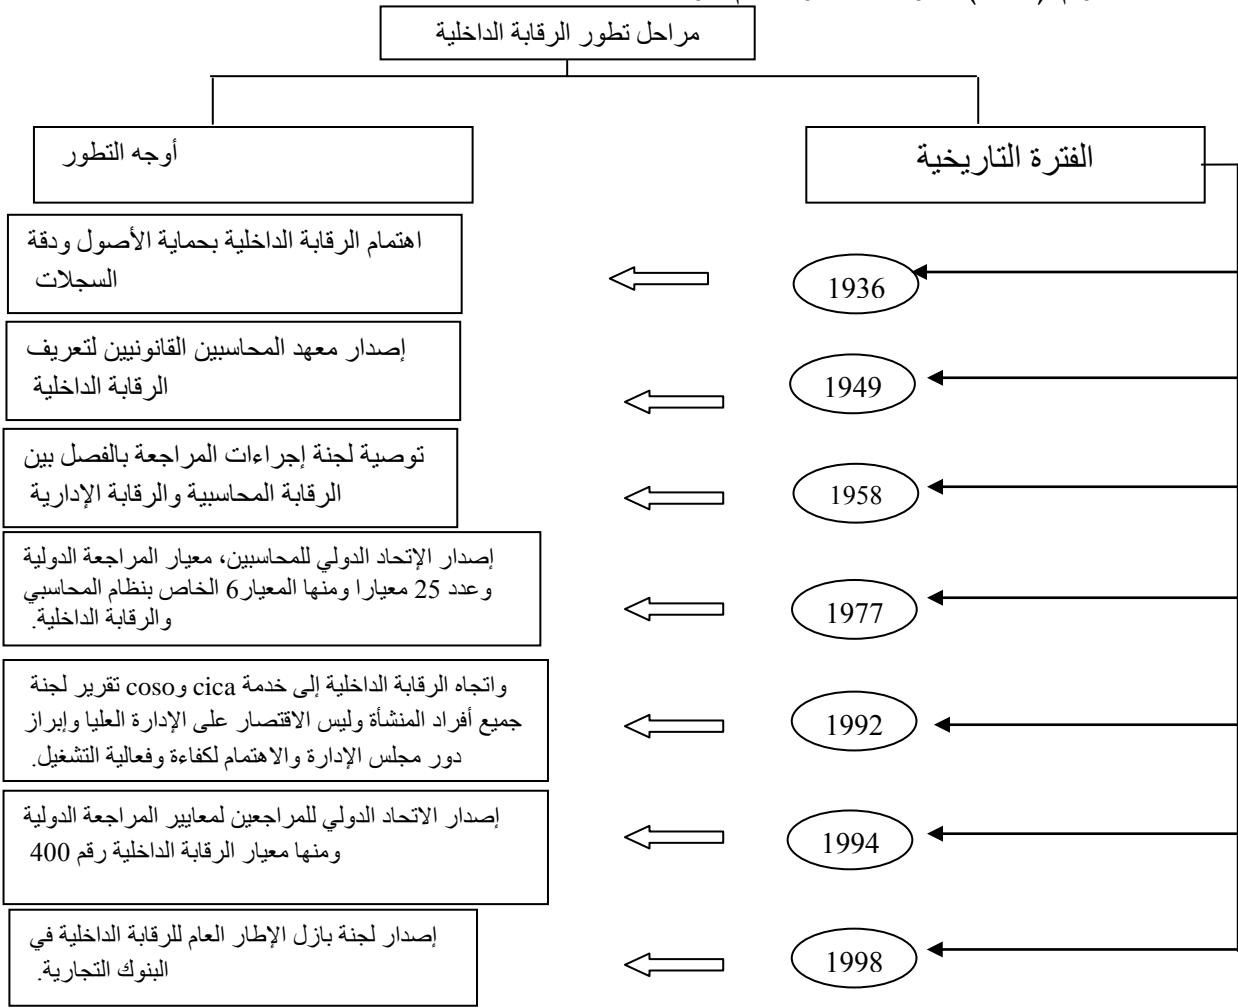 مراحل تطور الرقابة الداخلية
الفترة التاريخية
أوجه التطور
1936
اهتمام الرقابة الداخلية بحماية الأصول ودقة
السجلات
1949
إصدار معهد المحاسبين القانونيين لتعريف
الرقابة الداخلية
1958
توصية لجنة إجراءات المراجعة بالفصل بين
الرقابة المحاسبية والرقابة الإدارية
1977
إصدار الإتحاد الدولي للمحاسبين، معيار المراجعة الدولية
وعدد 25 معيارا ومنها المعيار6 الخاص بنظام المحاسبي
والرقابة الداخلية.
1992
واتجاه الرقابة الداخلية إلى خدمة cica وcoso تقرير لجنة
جميع أفراد المنشأة وليس الاقتصار على الإدارة العليا وإبراز
دور مجلس الإدارة والاهتمام لكفاءة وفعالية التشغيل.
1994
إصدار الاتحاد الدولي للمراجعين لمعايير المراجعة الدولية
ومنها معيار الرقابة الداخلية رقم 400
1998
إصدار لجنة بازل الإطار العام للرقابة الداخلية في
البنوك التجارية.